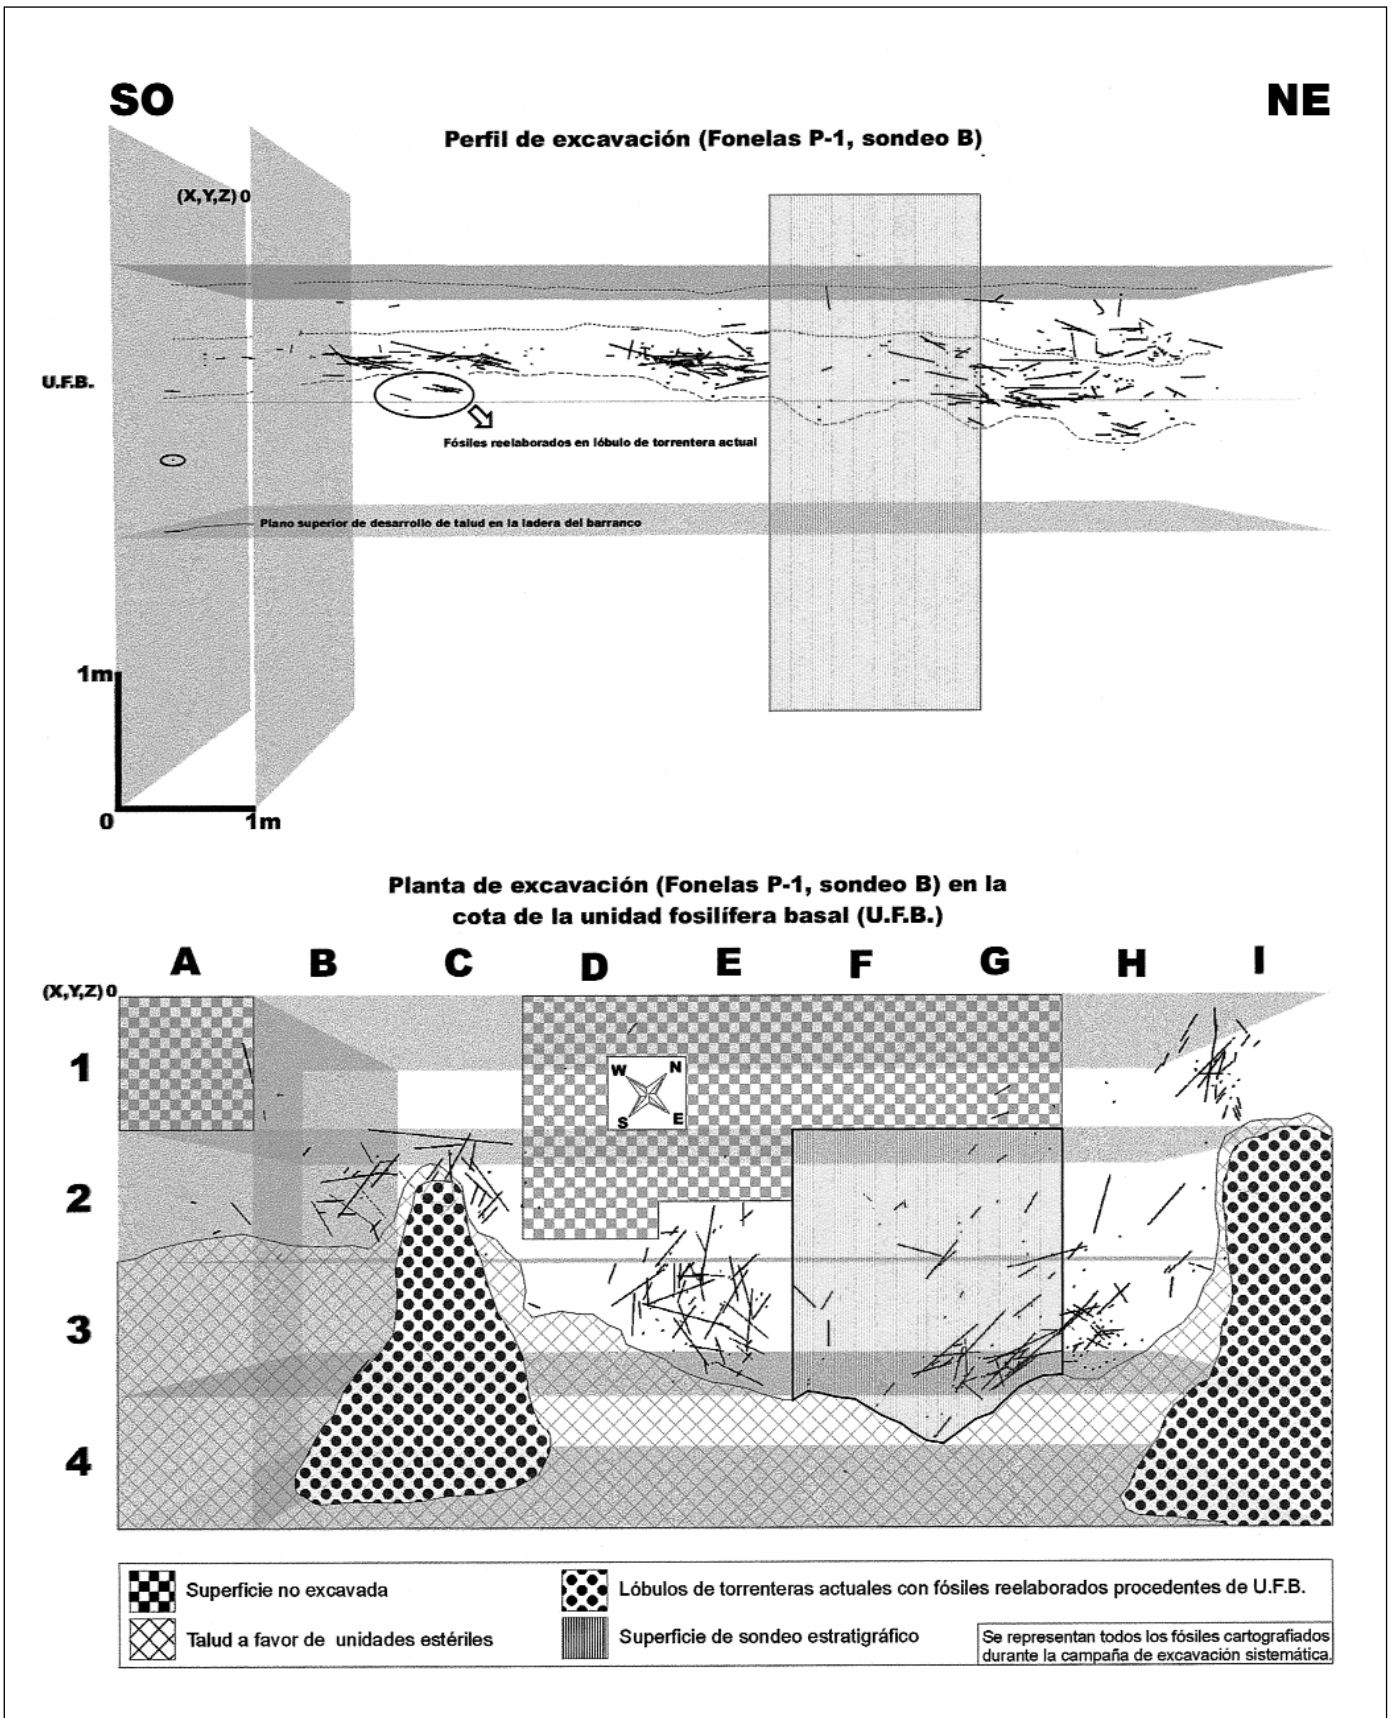 SO
NE
Perfil de excavación (Fonelas P-1, sondeo B)
(X,Y,Z) 0
U.F.B.
Fósiles reelaborados en lóbulo de torrentera actual
Plano superior de desarrollo de talud en la ladera del barranco
1m
0
1m
Planta de excavación (Fonelas P-1, sondeo B) en la
cota de la unidad fosilífera basal (U.F.B.)
A B C D E F G H I
(X,Y,Z) 0
1
W N
S E
2
3
4
Superficie no excavada
Lóbulos de torrenteras actuales con fósiles reelaborados procedentes de U.F.B.
Talud a favor de unidades estériles
Superficie de sondeo estratigráfico
Se representan todos los fósiles cartografiados
durante la campaña de excavación sistemática.